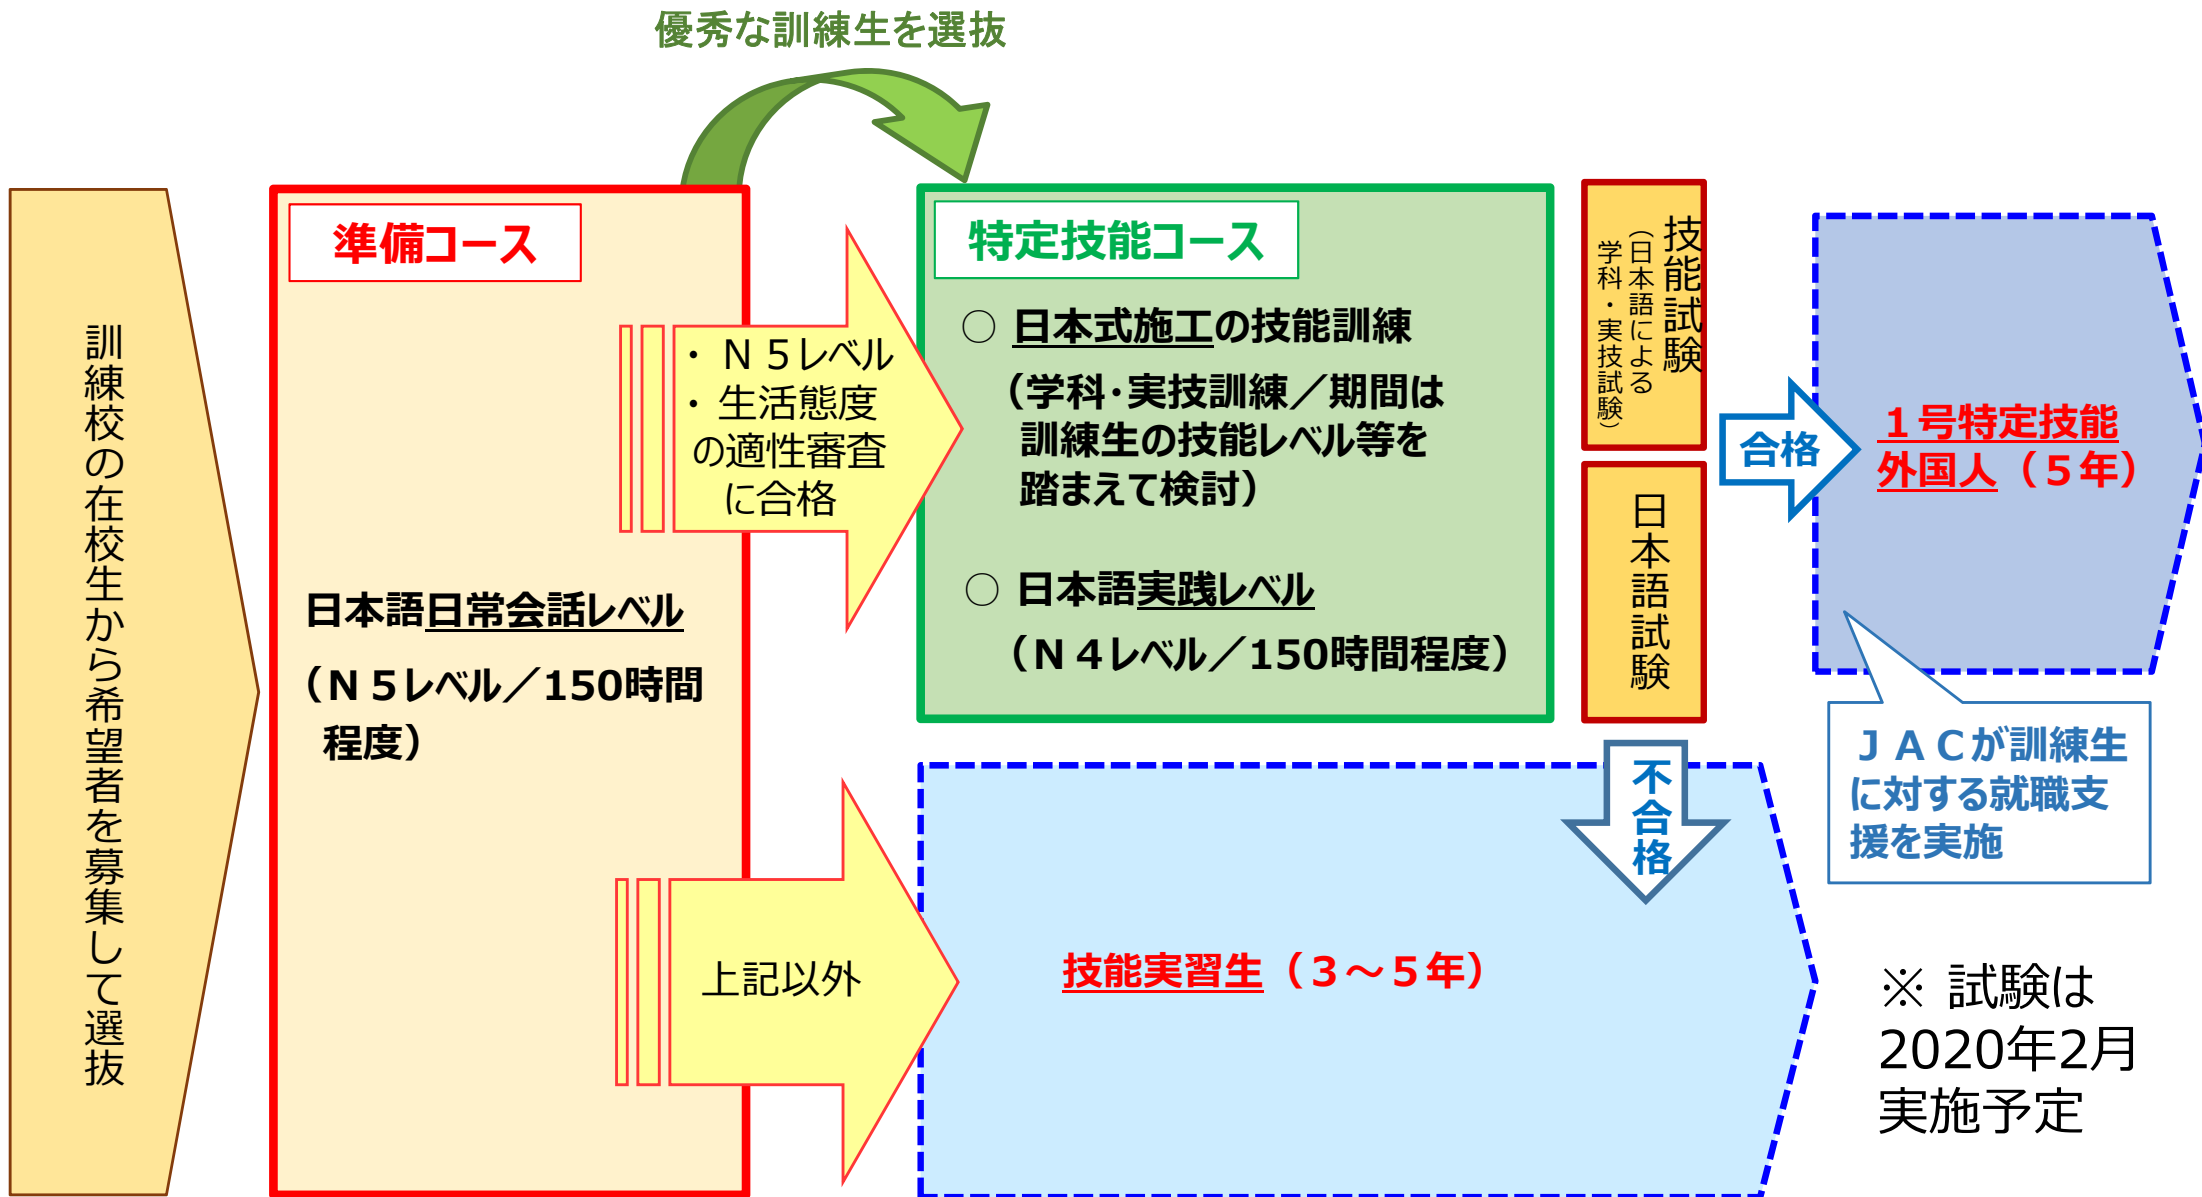 優秀な訓練生を選抜
訓練校の在校生から希望者を募集して選抜
準備コース
日本語日常会話レベル
（Ｎ５レベル／150時間
程度）
・Ｎ５レベル
・生活態度
の適性審査
に合格
上記以外
特定技能コース
○ 日本式施工の技能訓練
（学科･実技訓練／期間は
訓練生の技能レベル等を
踏まえて検討）
○ 日本語実践レベル
（Ｎ４レベル／150時間程度）
技能試験
（日本語による
学科・実技試験）
日本語試験
合格
不合格
１号特定技能
外国人（５年）
ＪＡＣが訓練生
に対する就職支
援を実施
技能実習生（３～５年）
※ 試験は
2020年2月
実施予定